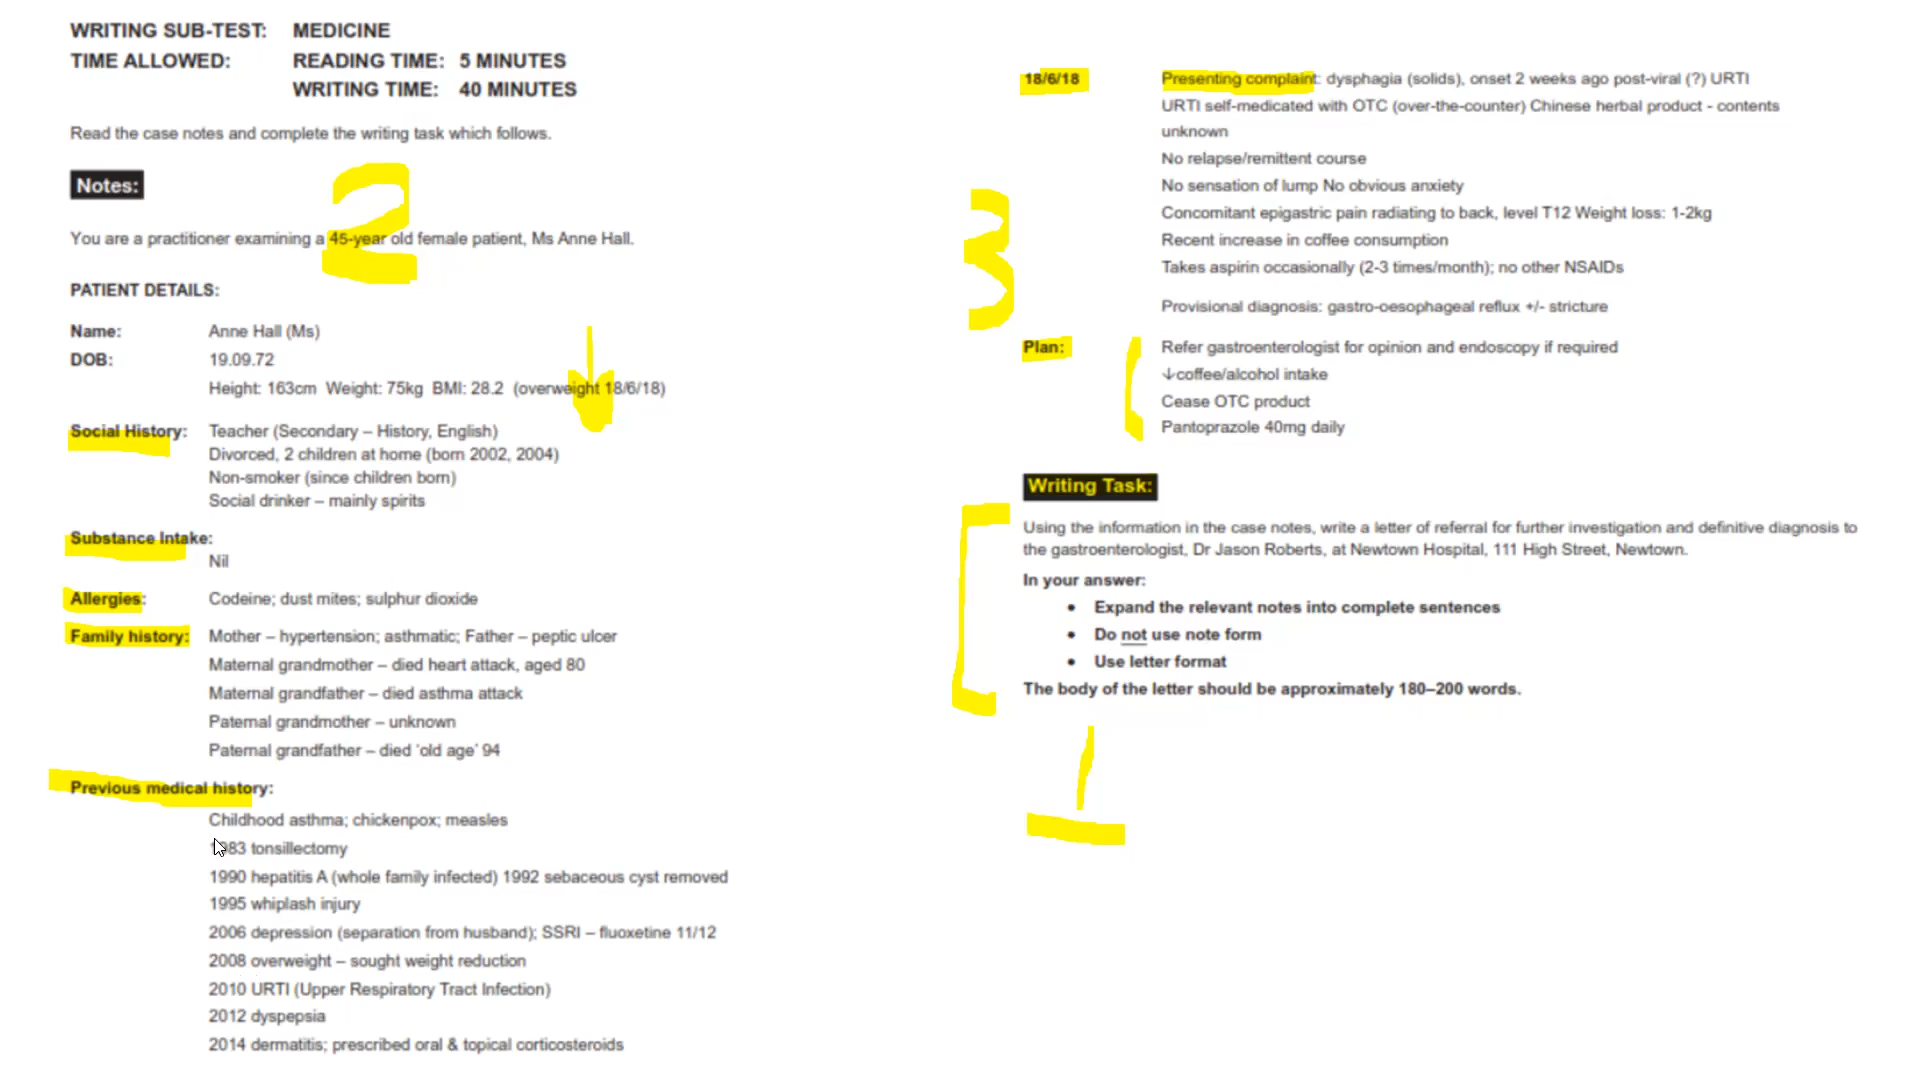 WRITING SUB-TEST: MEDICINE
TIME ALLOWED: READING TIME: 5 MINUTES
WRITING TIME: 40 MINUTES
Read the case notes and complete the writing task which follows.
Notes:
2
You are a practitioner examining a 45-year old female patient, Ms Anne Hall.
PATIENT DETAILS:
Name: Anne Hall (Ms)
DOB: 19.09.72
Height: 163cm Weight: 75kg BMI: 28.2 (overweight 18/6/18)
Social History: Teacher (Secondary – History, English)
Divorced, 2 children at home (born 2002, 2004)
Non-smoker (since children born)
Social drinker – mainly spirits
Substance Intake:
Nil
Allergies: Codeine; dust mites; sulphur dioxide
Family history: Mother – hypertension; asthmatic; Father – peptic ulcer
Maternal grandmother – died heart attack, aged 80
Maternal grandfather – died asthma attack
Paternal grandmother – unknown
Paternal grandfather – died ‘old age’ 94
Previous medical history:
Childhood asthma; chickenpox; measles
1983 tonsillectomy
1990 hepatitis A (whole family infected) 1992 sebaceous cyst removed
1995 whiplash injury
2006 depression (separation from husband); SSRI – fluoxetine 11/12
2008 overweight – sought weight reduction
2010 URTI (Upper Respiratory Tract Infection)
2012 dyspepsia
2014 dermatitis; prescribed oral & topical corticosteroids
18/6/18 Presenting complaint: dysphagia (solids), onset 2 weeks ago post-viral (?) URTI
URTI self-medicated with OTC (over-the-counter) Chinese herbal product - contents
unknown
No relapse/remittent course
No sensation of lump No obvious anxiety
Concomitant epigastric pain radiating to back, level T12 Weight loss: 1-2kg
Recent increase in coffee consumption
Takes aspirin occasionally (2-3 times/month); no other NSAIDs
3
Provisional diagnosis: gastro-oesophageal reflux +/- stricture
Plan: Refer gastroenterologist for opinion and endoscopy if required
↓coffee/alcohol intake
Cease OTC product
Pantoprazole 40mg daily
Writing Task:
Using the information in the case notes, write a letter of referral for further investigation and definitive diagnosis to
the gastroenterologist, Dr Jason Roberts, at Newtown Hospital, 111 High Street, Newtown.
In your answer:
• Expand the relevant notes into complete sentences
• Do not use note form
• Use letter format
The body of the letter should be approximately 180–200 words.
1